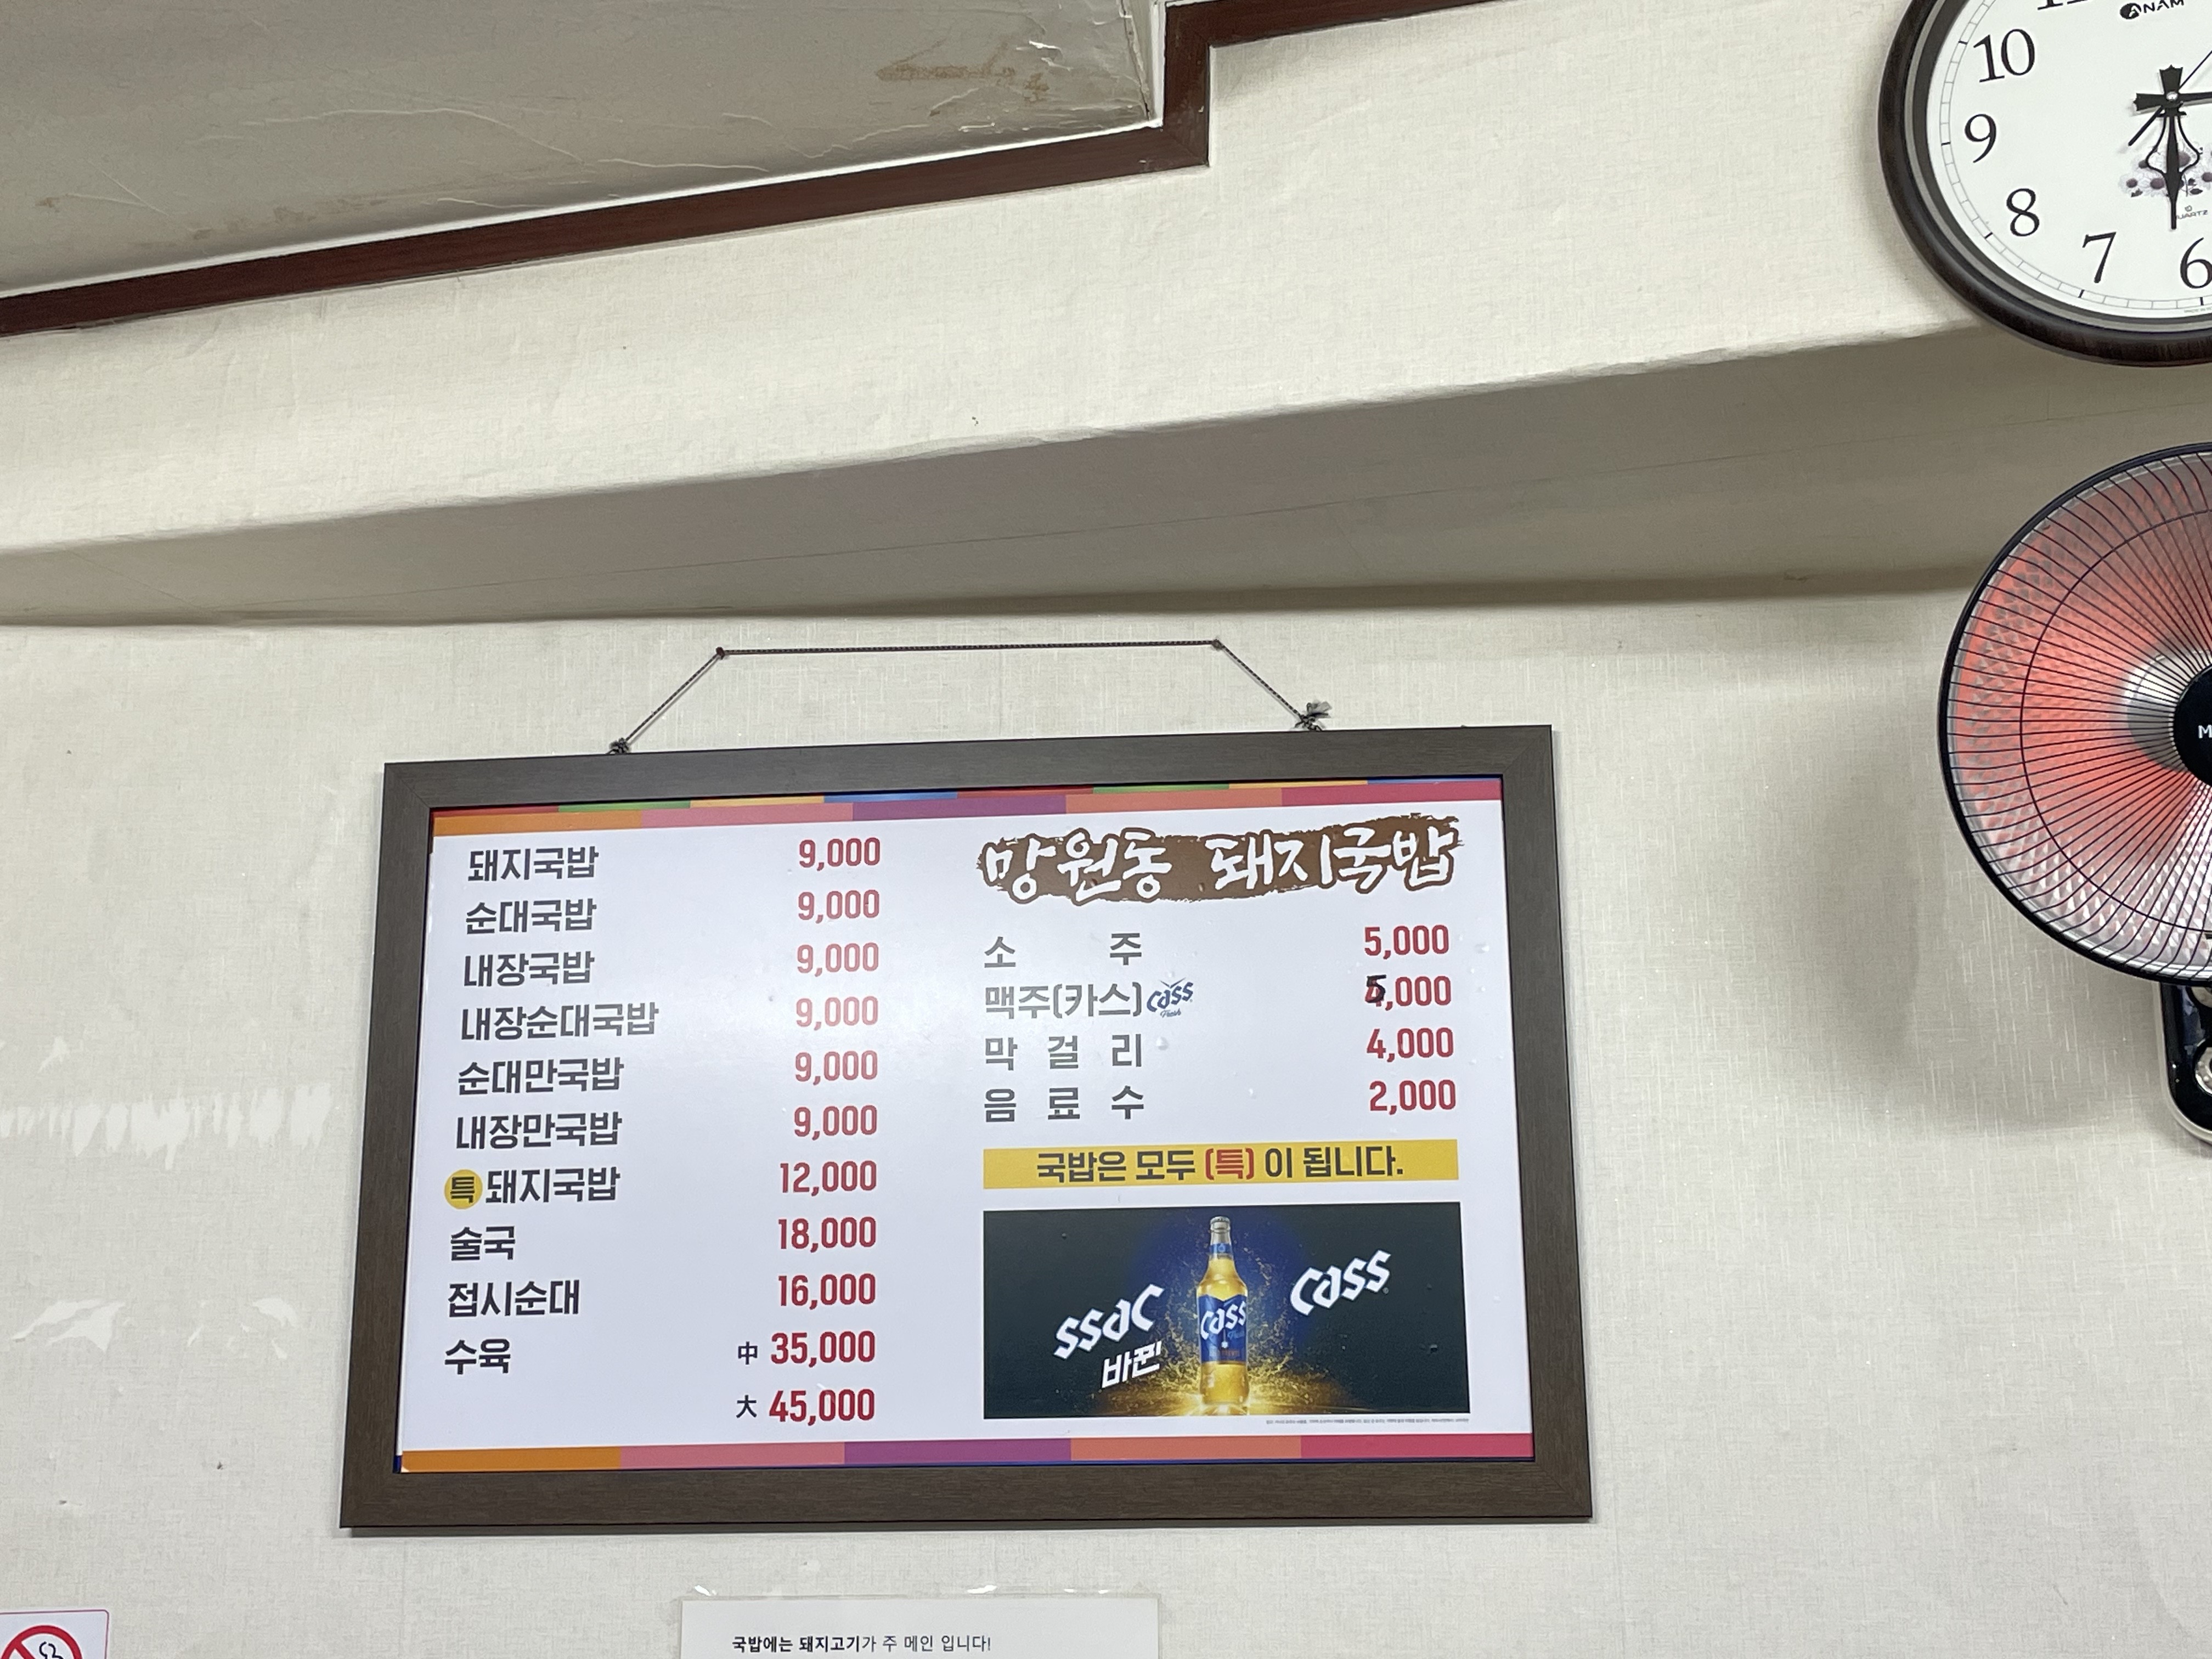 ANAM
10
9
8
7
6
QUARTZ
M
돼지국밥 9,000
순대국밥 9,000
내장국밥 9,000
내장순대국밥 9,000
순대만국밥 9,000
내장만국밥 9,000
특 돼지국밥 12,000
술국 18,000
접시순대 16,000
수육 中 35,000
大 45,000
망원동 돼지국밥
소주 5,000
맥주(카스) Cass Fresh 5,000
막걸리 4,000
음료수 2,000
국밥은 모두 (특) 이 됩니다.
ssac
바뀐
Cass
Cass
국밥에는 돼지고기가 주 메인 입니다!